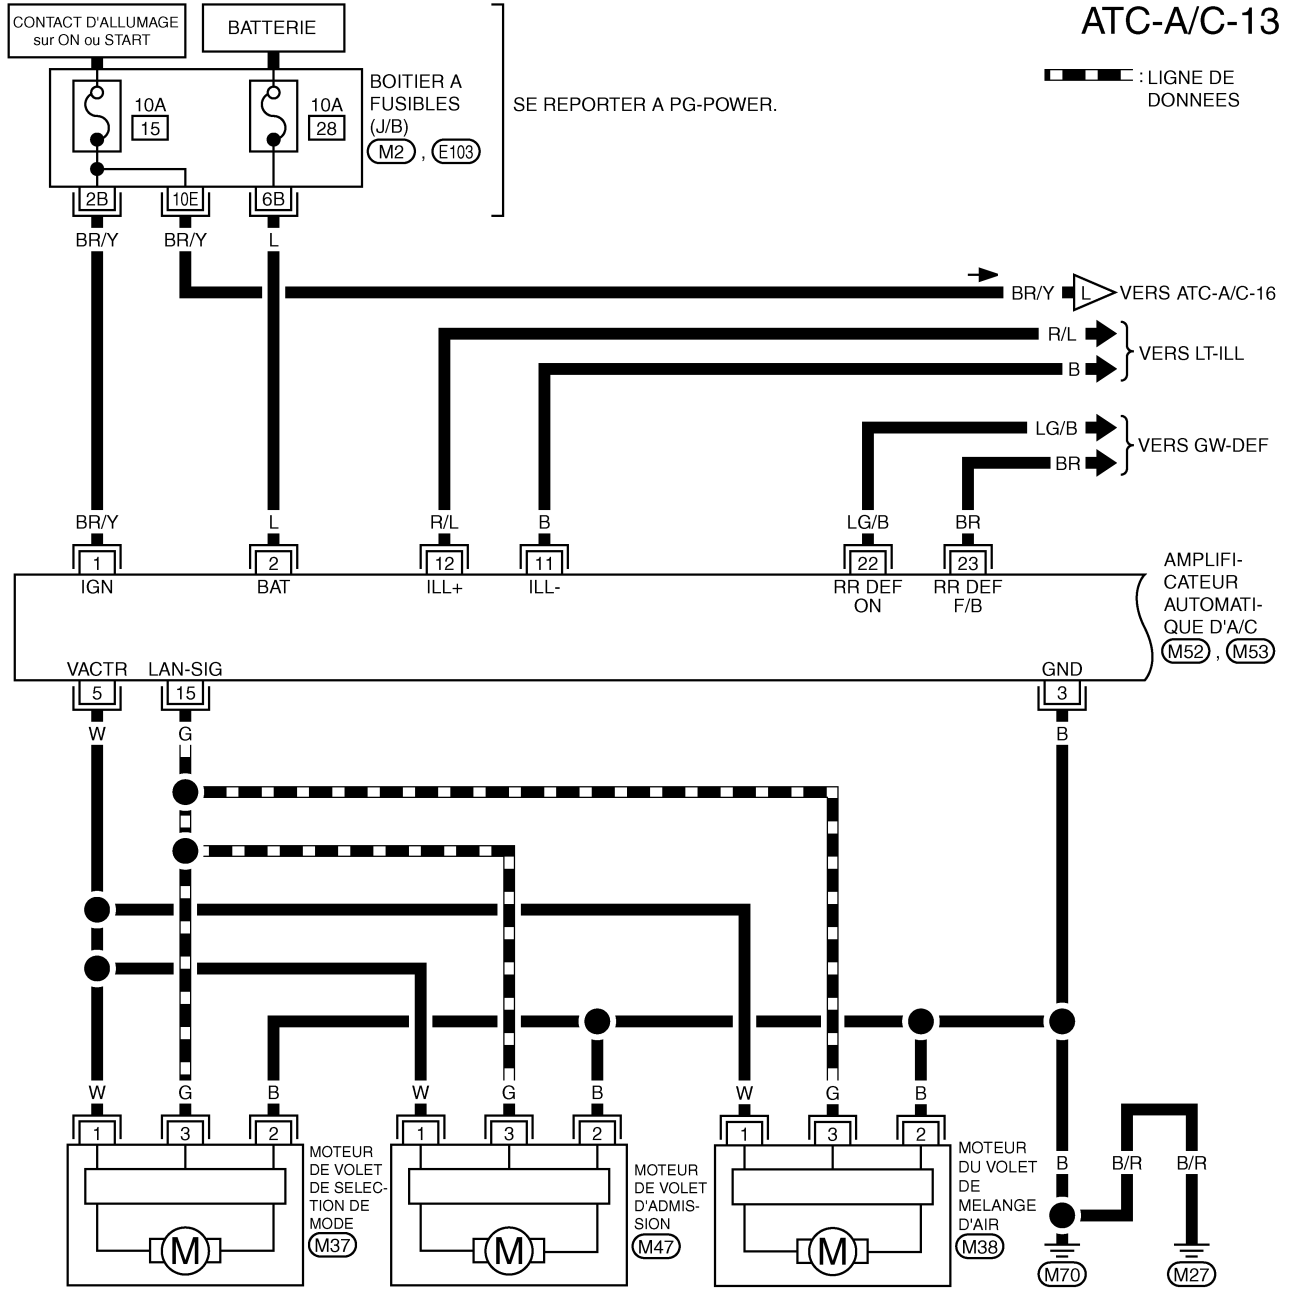 ATC-A/C-13
CONTACT D'ALLUMAGE
sur ON ou START
BATTERIE
: LIGNE DE
DONNEES
BOITIER A
FUSIBLES
(J/B)
M2 , E103
10A
15
10A
28
SE REPORTER A PG-POWER.
2B 10E 6B
BR/Y BR/Y L
BR/Y L VERS ATC-A/C-16
R/L
B
VERS LT-ILL
LG/B
BR
VERS GW-DEF
BR/Y L R/L B LG/B BR
1 2 12 11 22 23
IGN BAT ILL+ ILL- RR DEF RR DEF
ON F/B
AMPLIFI-
CATEUR
AUTOMATI-
QUE D'A/C
M52 , M53
VACTR LAN-SIG GND
5 15 3
W G B
W G B W G B W G B
1 3 2 1 3 2 1 3 2
M M M
MOTEUR
DE VOLET
DE SELEC-
TION DE
MODE
M37
MOTEUR
DE VOLET
D'ADMIS-
SION
M47
MOTEUR
DU VOLET
DE
MELANGE
D'AIR
M38
B B/R B/R
M70 M27